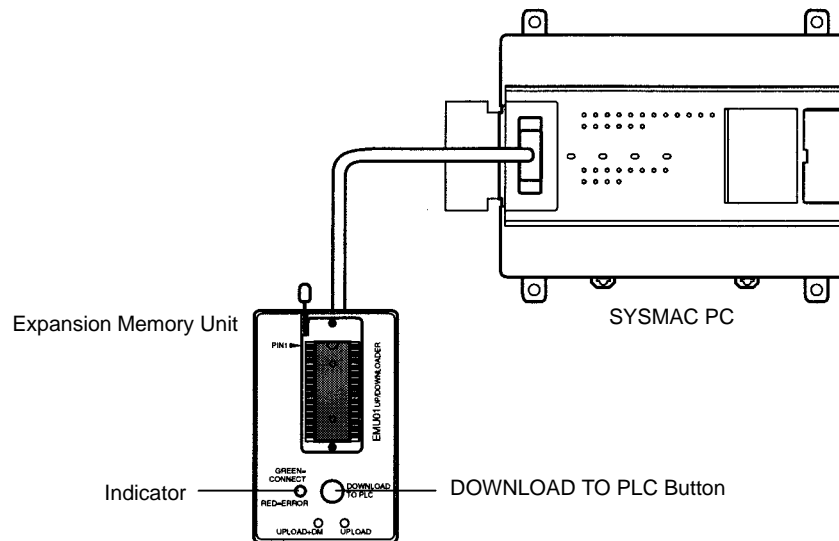 SYSMAC PC
Expansion Memory Unit
PIN1
EMU01 UP/DOWNLOADER
GREEN=
CONNECT
RED=ERROR
DOWNLOAD
TO PLC
Indicator
DOWNLOAD TO PLC Button
UPLOAD+DM
UPLOAD